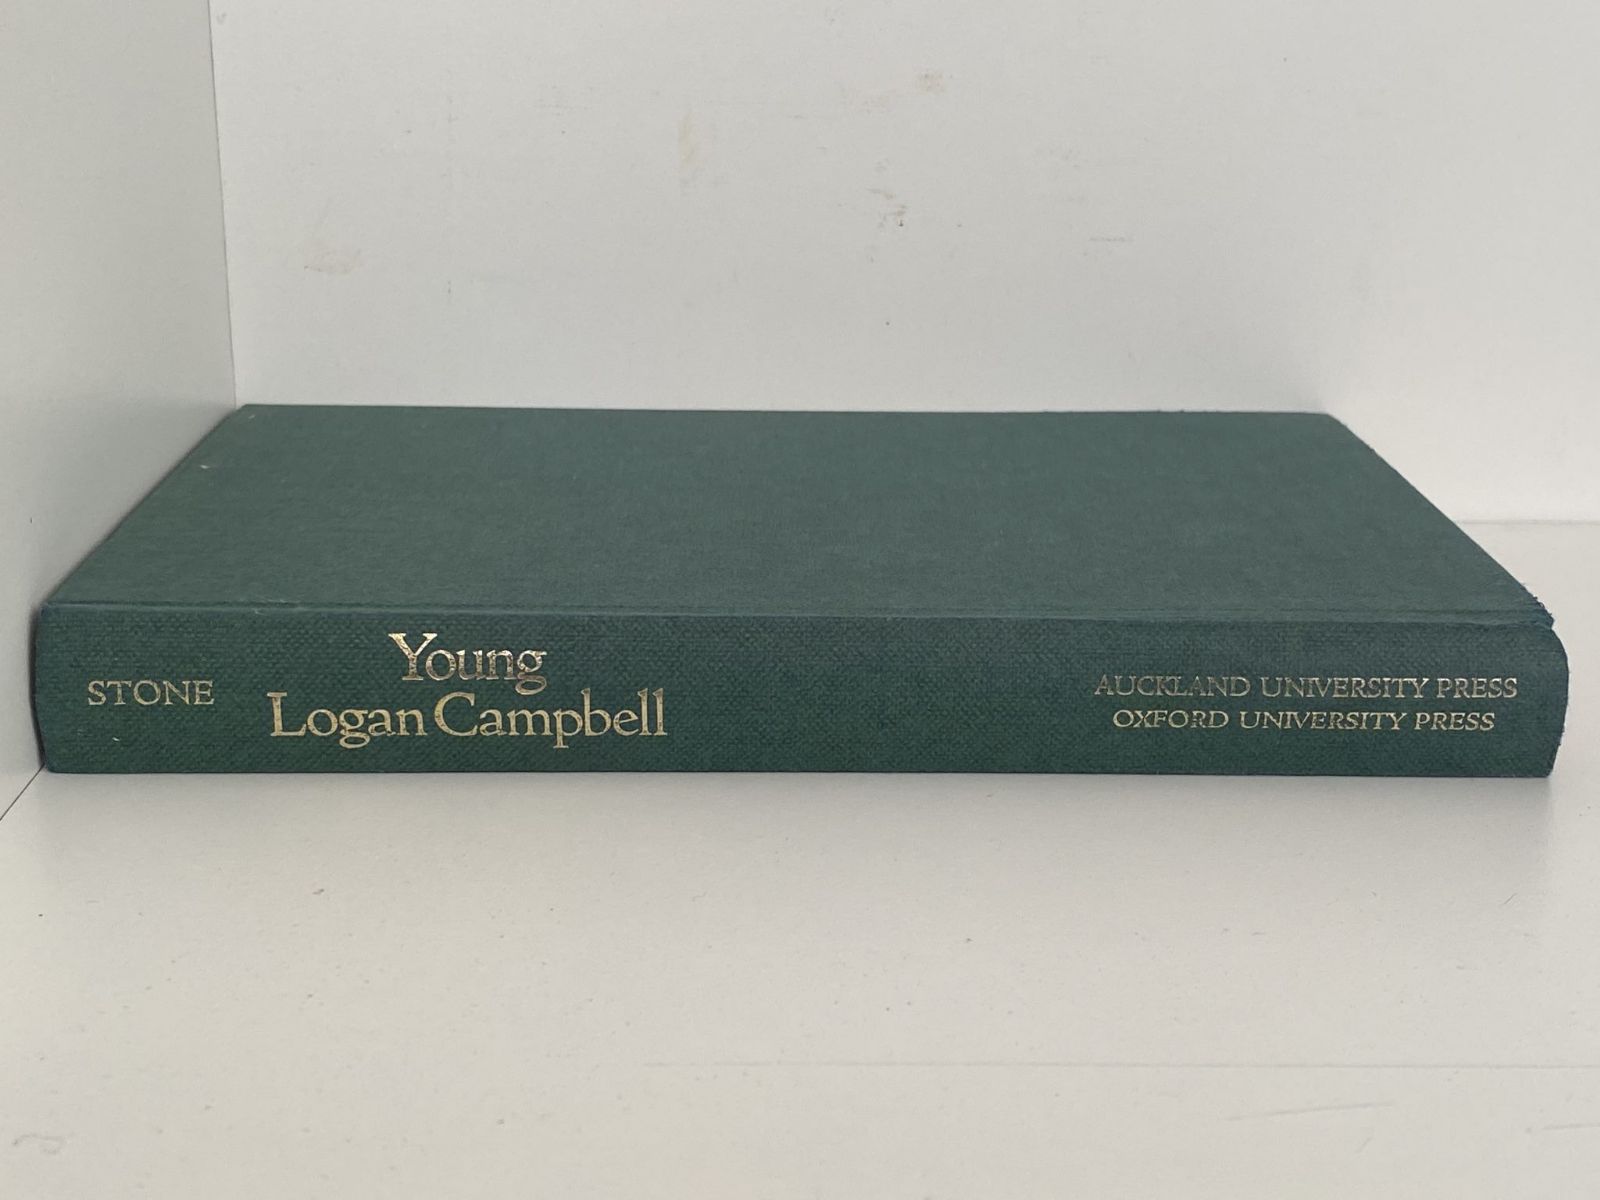 STONE
Young
Logan Campbell
AUCKLAND UNIVERSITY PRESS
OXFORD UNIVERSITY PRESS